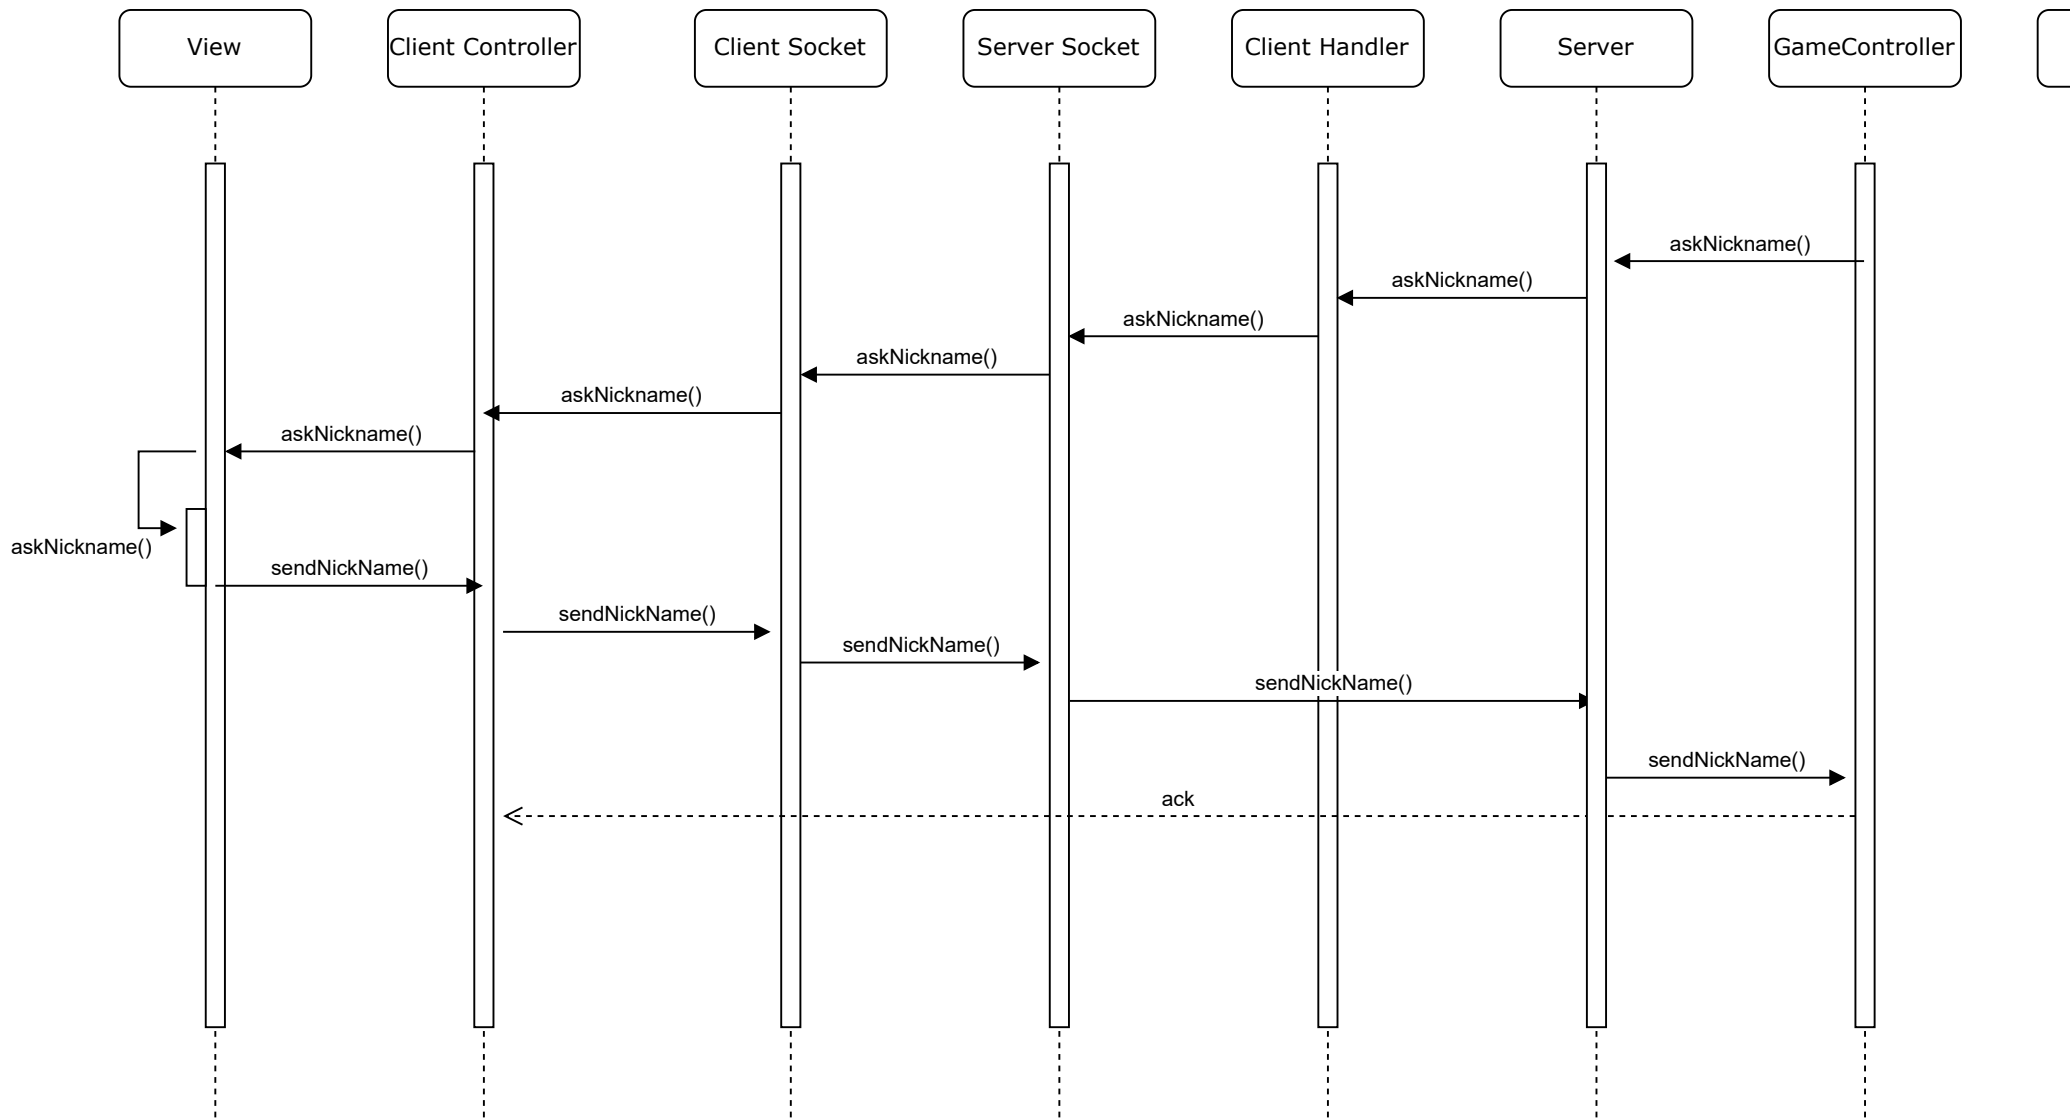 View
Client Controller
Client Socket
Server Socket
Client Handler
Server
GameController
askNickname()
askNickname()
askNickname()
askNickname()
askNickname()
askNickname()
askNickname()
sendNickName()
sendNickName()
sendNickName()
sendNickName()
sendNickName()
ack